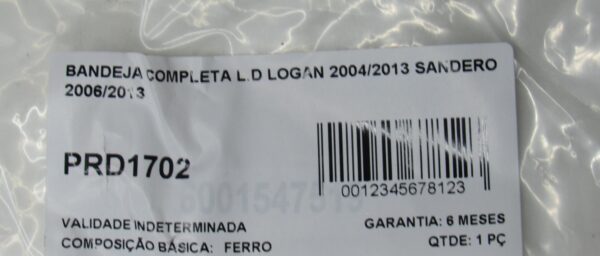 BANDEJA COMPLETA L.D LOGAN 2004/2013 SANDERO
2006/2013
PRD1702
0012345678123
VALIDADE INDETERMINADA
GARANTIA: 6 MESES
COMPOSIÇÃO BÁSICA: FERRO
QTDE: 1 PÇ